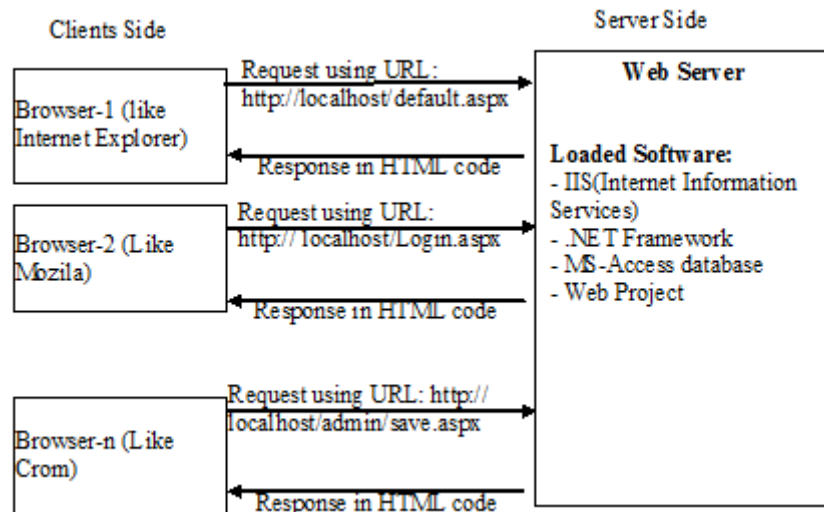 Clients Side
Server Side
Browser-1 (like
Internet Explorer)
Request using URL:
http://localhost/default.aspx
Response in HTML code
Browser-2 (Like
Mozila)
Request using URL:
http:// localhost/Login.aspx
Response in HTML code
Browser-n (Like
Crom)
Request using URL: http://
localhost/admin/save.aspx
Response in HTML code
Web Server
Loaded Software:
- IIS(Internet Information
Services)
- .NET Framework
- MS-Access database
- Web Project